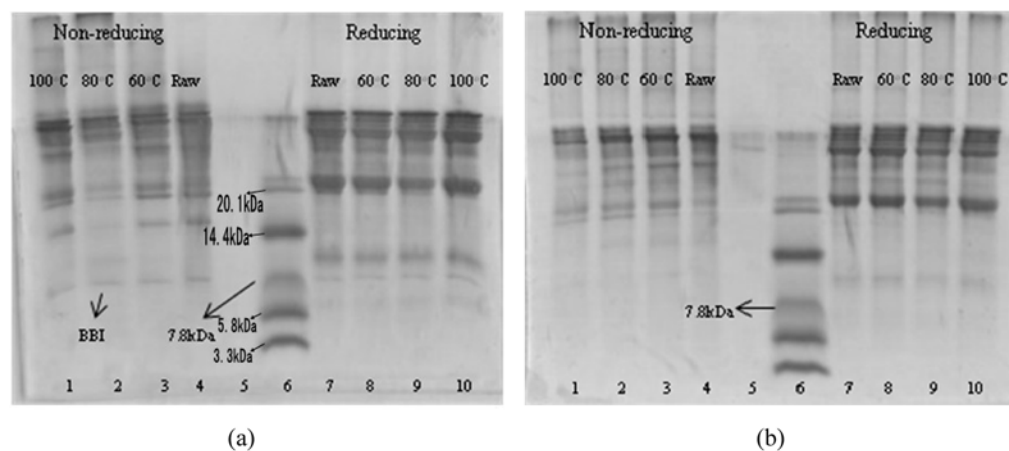 Non-reducing Reducing
100 C 80 C 60 C Raw Raw 60 C 80 C 100 C
20.1kDa
14.4kDa
BBI
7.8kDa
5.8kDa
3.3kDa
1 2 3 4 5 6 7 8 9 10
(a)
Non-reducing Reducing
100 C 80 C 60 C Raw Raw 60 C 80 C 100 C
7.8kDa
1 2 3 4 5 6 7 8 9 10
(b)